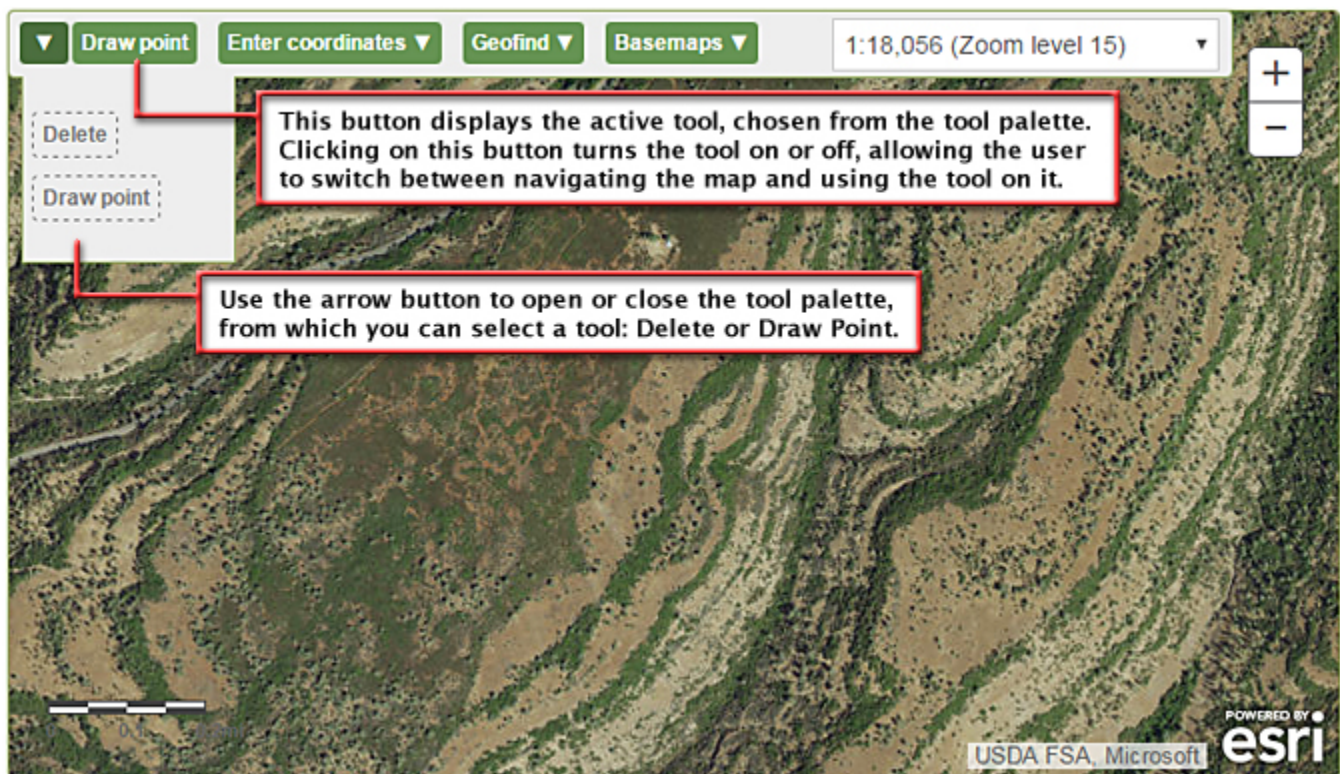 ▼ Draw point Enter coordinates ▼ Geofind ▼ Basemaps ▼ 1:18,056 (Zoom level 15) ▼
+
−
Delete
Draw point
This button displays the active tool, chosen from the tool palette.
Clicking on this button turns the tool on or off, allowing the user
to switch between navigating the map and using the tool on it.
Use the arrow button to open or close the tool palette,
from which you can select a tool: Delete or Draw Point.
0.1
USDA FSA, Microsoft
POWERED BY
esri